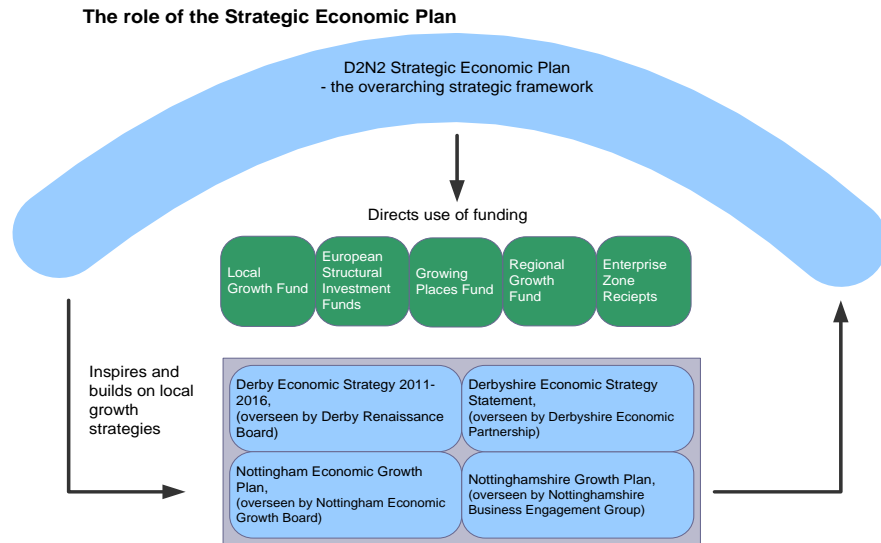 The role of the Strategic Economic Plan
D2N2 Strategic Economic Plan
- the overarching strategic framework
Directs use of funding
Local
Growth Fund
European
Structural
Investment
Funds
Growing
Places Fund
Regional
Growth
Fund
Enterprise
Zone
Reciepts
Inspires and
builds on local
growth
strategies
Derby Economic Strategy 2011-
2016,
(overseen by Derby Renaissance
Board)
Derbyshire Economic Strategy
Statement,
(overseen by Derbyshire Economic
Partnership)
Nottingham Economic Growth
Plan,
(overseen by Nottingham Economic
Growth Board)
Nottinghamshire Growth Plan,
(overseen by Nottinghamshire
Business Engagement Group)